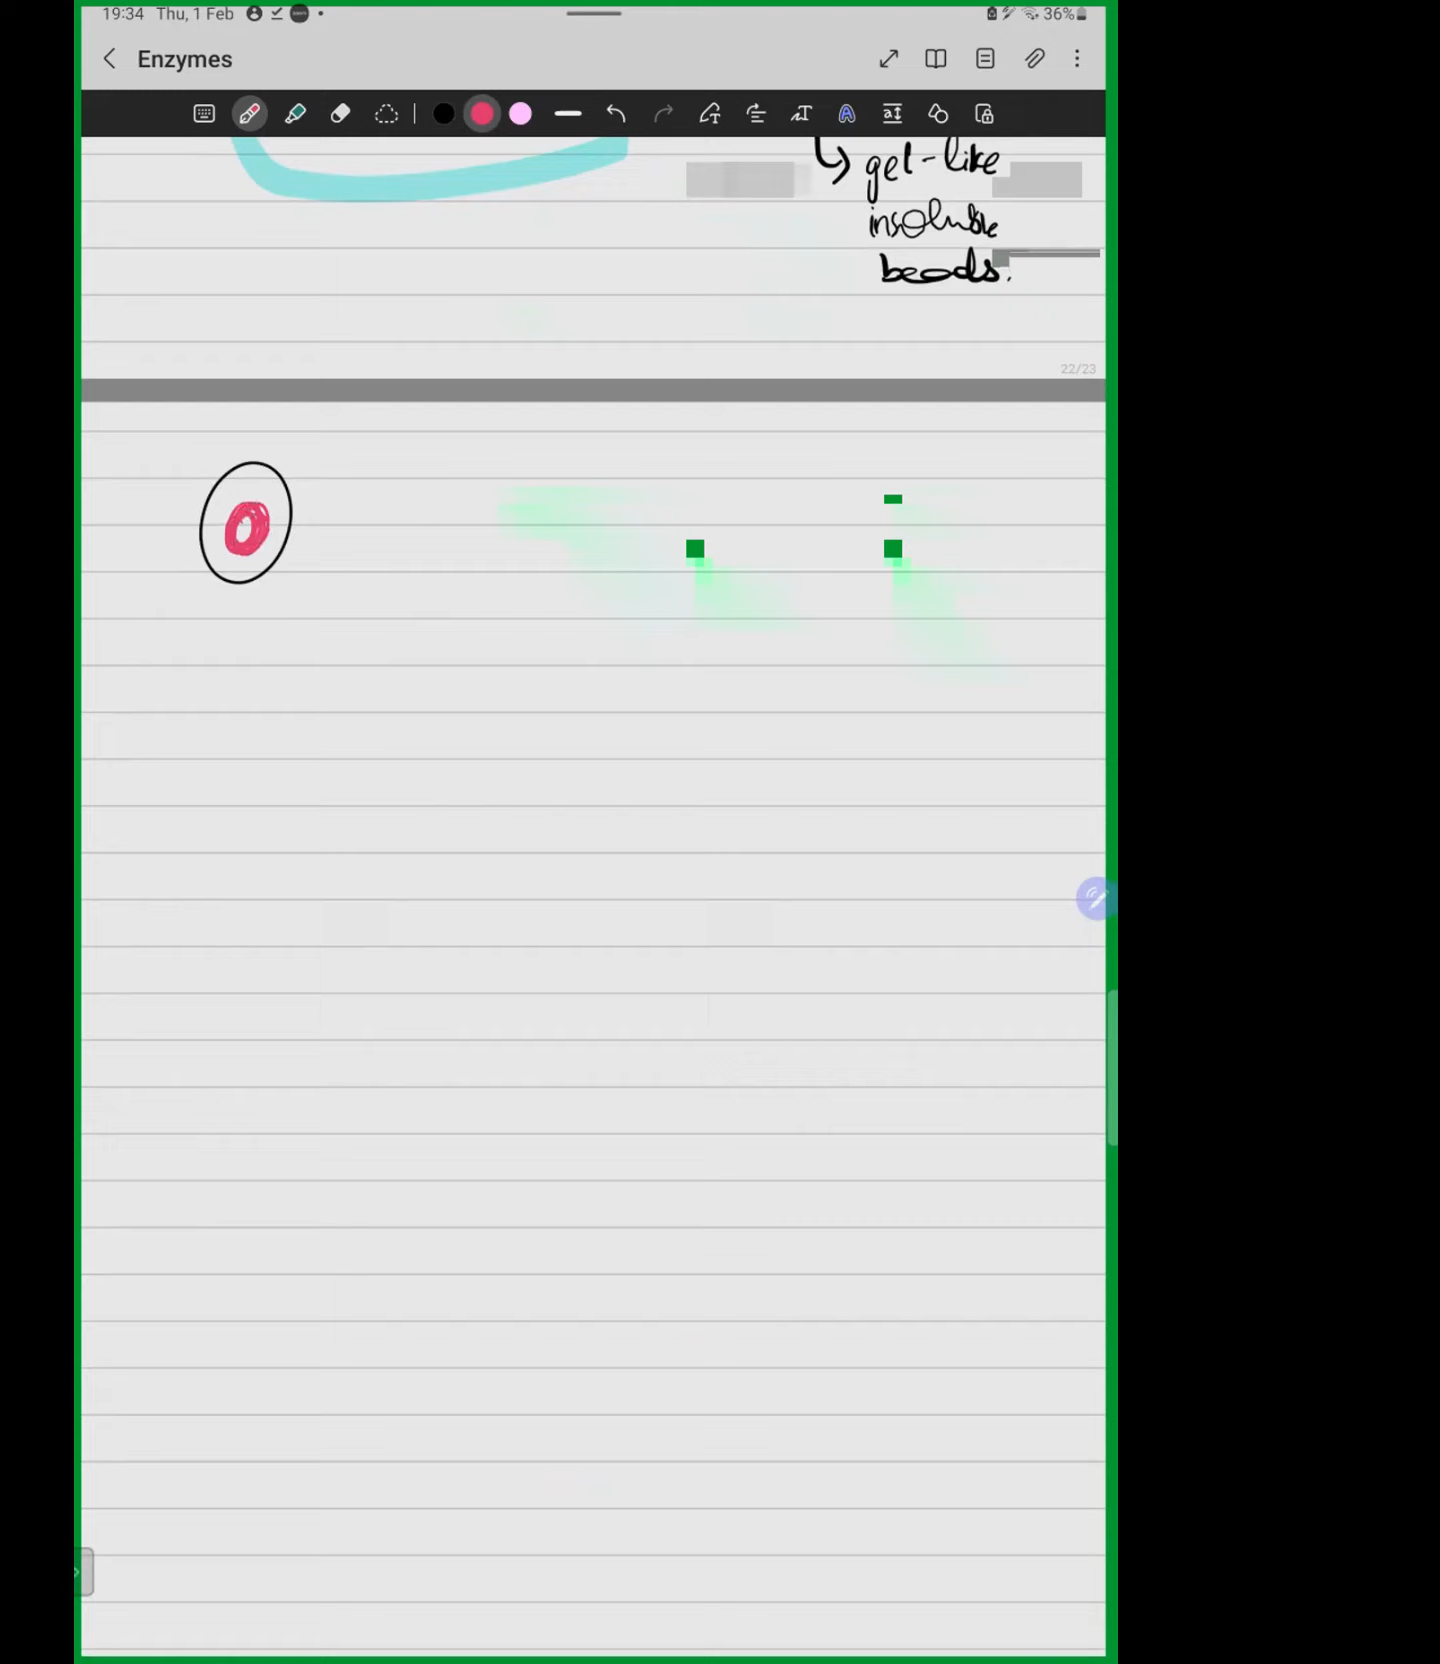 19:34 Thu, 1 Feb
36%
Enzymes
↳ gel-like
insoluble
beads.
22/23